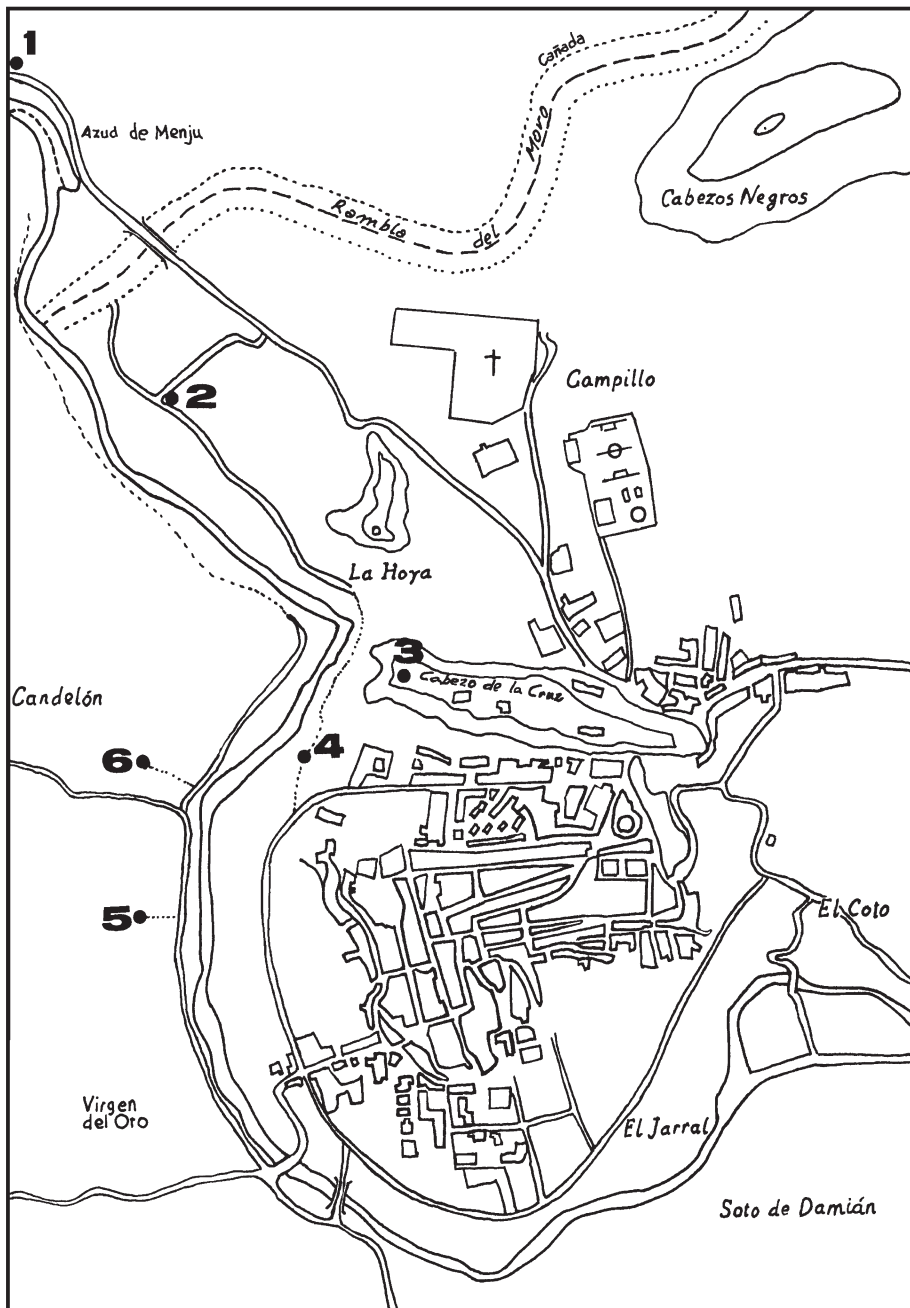 1
Cañada
Azud de Menju
Moro
Cabezos Negros
Rambla
del
2
Campillo
La Hoya
3
Cabezo de la Cruz
Candelón
6
4
5
El Coto
Virgen
del Oro
El Jarral
Soto de Damián